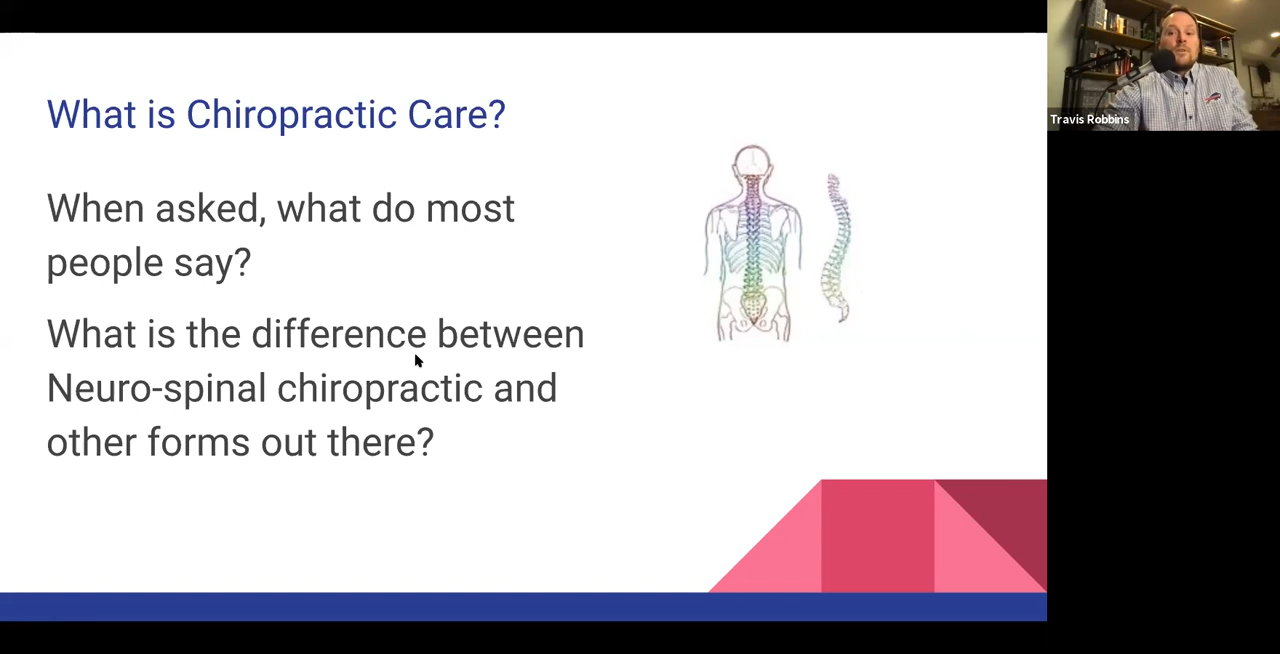 What is Chiropractic Care?
When asked, what do most
people say?
What is the difference between
Neuro-spinal chiropractic and
other forms out there?
Travis Robbins